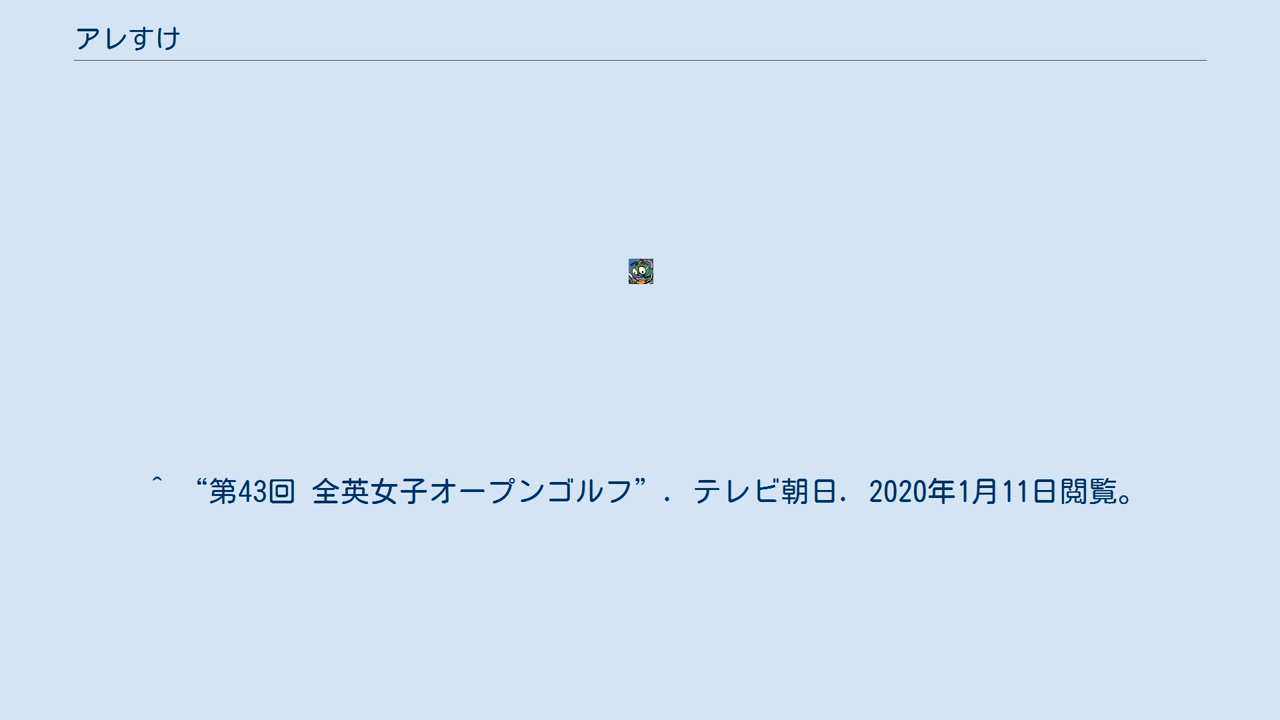 アレすけ
^ “第43回 全英女子オープンゴルフ”. テレビ朝日. 2020年1月11日閲覧。